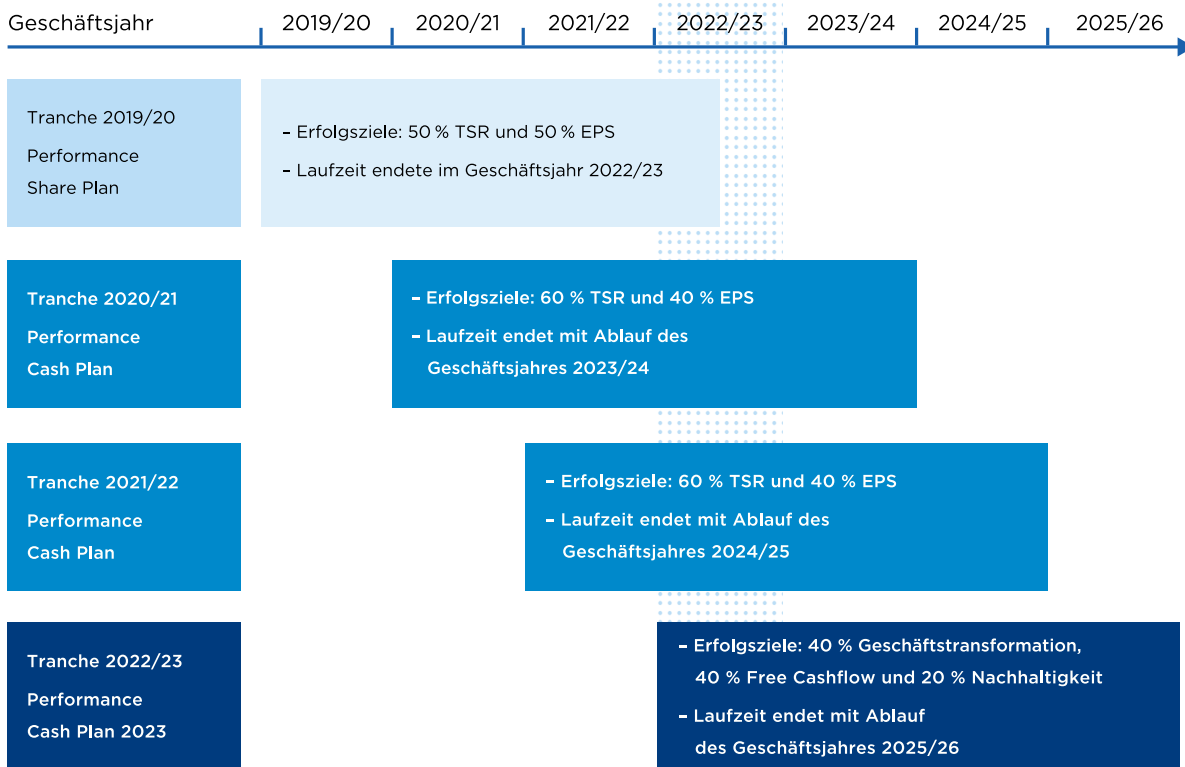 Geschäftsjahr 2019/20 2020/21 2021/22 2022/23 2023/24 2024/25 2025/26
Tranche 2019/20
Performance
Share Plan
– Erfolgsziele: 50 % TSR und 50 % EPS
– Laufzeit endete im Geschäftsjahr 2022/23
Tranche 2020/21
Performance
Cash Plan
– Erfolgsziele: 60 % TSR und 40 % EPS
– Laufzeit endet mit Ablauf des
Geschäftsjahres 2023/24
Tranche 2021/22
Performance
Cash Plan
– Erfolgsziele: 60 % TSR und 40 % EPS
– Laufzeit endet mit Ablauf des
Geschäftsjahres 2024/25
Tranche 2022/23
Performance
Cash Plan 2023
– Erfolgsziele: 40 % Geschäftstransformation,
40 % Free Cashflow und 20 % Nachhaltigkeit
– Laufzeit endet mit Ablauf
des Geschäftsjahres 2025/26